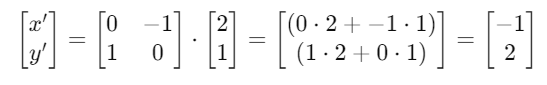 [x′ y′] = [0 −1 1 0] · [2 1] = [(0 · 2 + −1 · 1) (1 · 2 + 0 · 1)] = [−1 2]